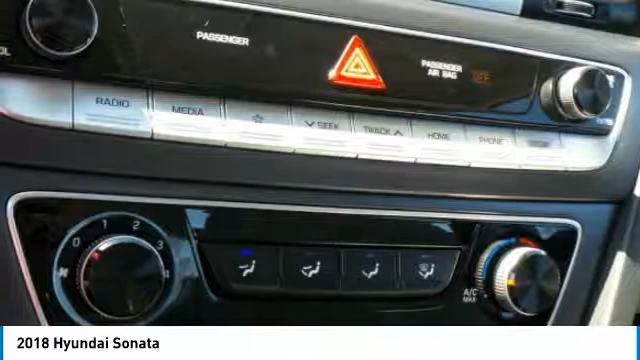 PASSENGER
PASSENGER
AIR BAG OFF
RADIO
MEDIA
SEEK
TRACK
HOME
PHONE
0 1 2 3
A/C
MAX
2018 Hyundai Sonata